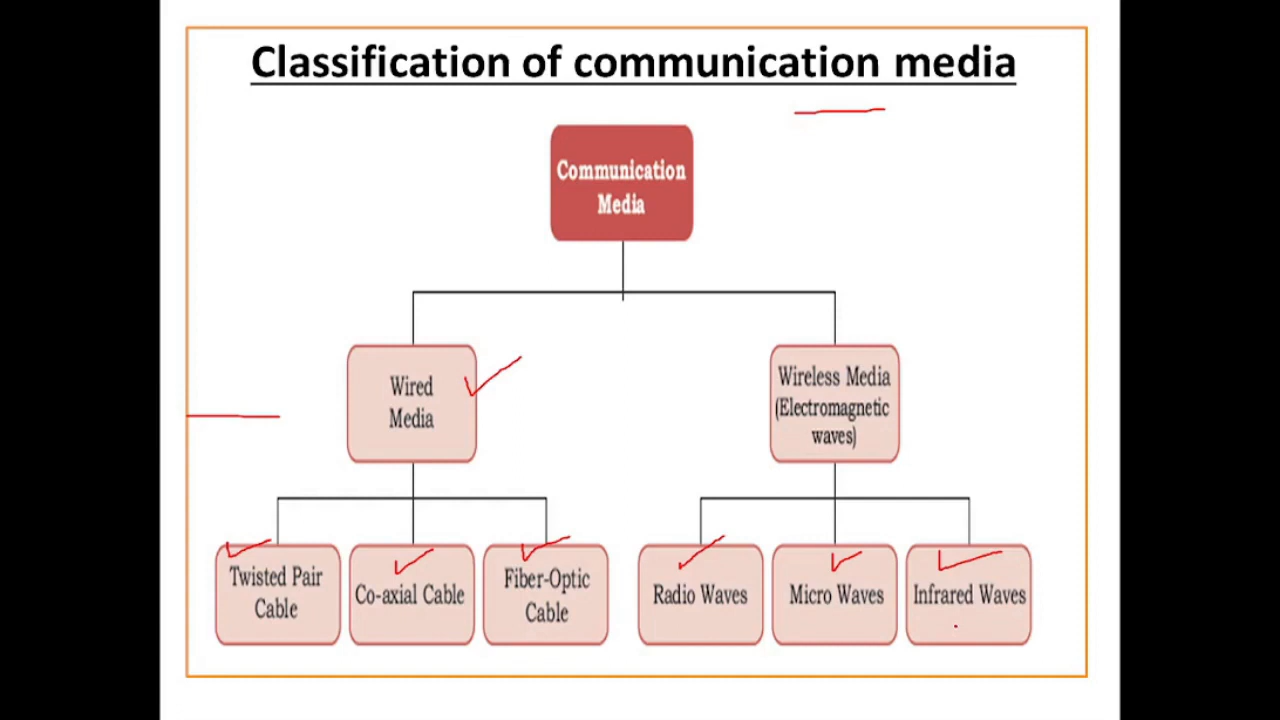 Classification of communication media
Communication
Media
Wired
Media
Wireless Media
(Electromagnetic
waves)
Twisted Pair
Cable
Co-axial Cable
Fiber-Optic
Cable
Radio Waves
Micro Waves
Infrared Waves